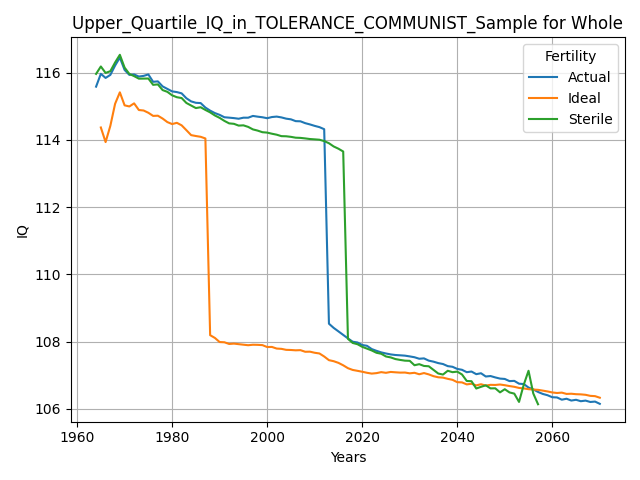 Upper_Quartile_IQ_in_TOLERANCE_COMMUNIST_Sample for Whole
Fertility
Actual
Ideal
Sterile
IQ
116
114
112
110
108
106
1960
1980
2000
2020
2040
2060
Years